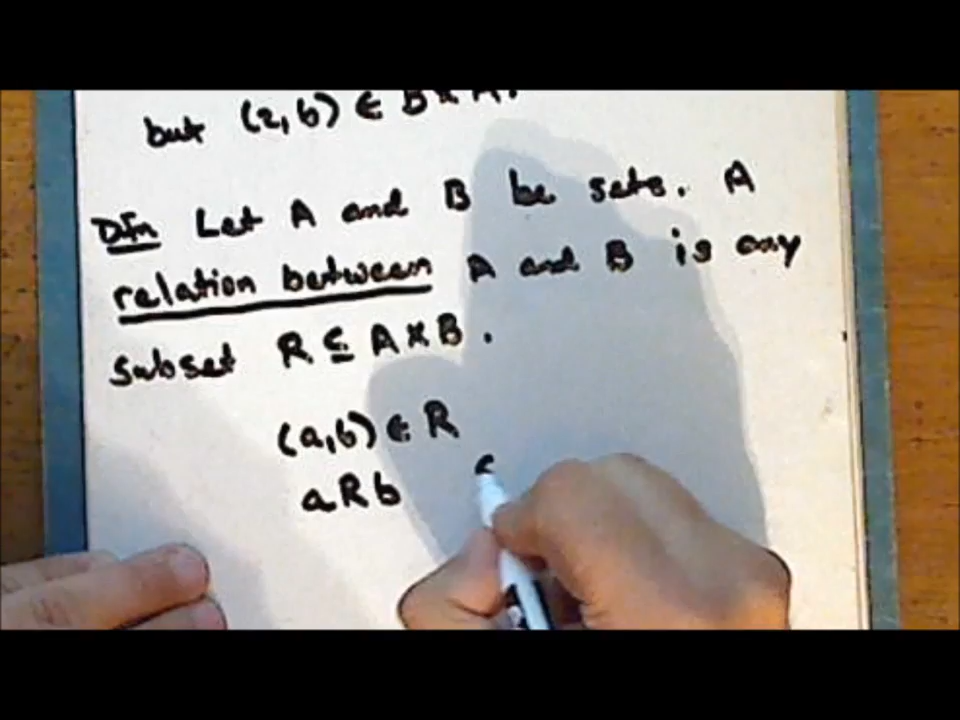 but (2,b) ∈ B × A.
Dfn Let A and B be sets. A
relation between A and B is any
subset R ⊆ A × B.
(a,b) ∈ R
aRb